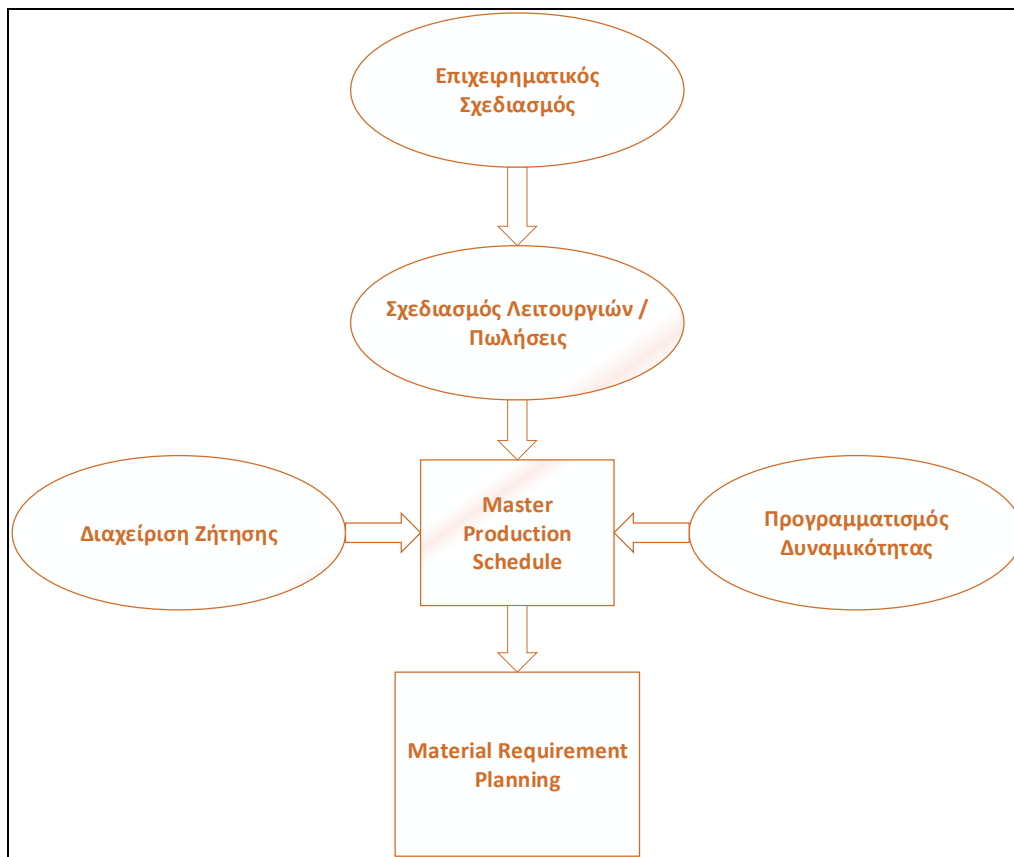 Επιχειρηματικός
Σχεδιασμός
Σχεδιασμός Λειτουργιών /
Πωλήσεις
Διαχείριση Ζήτησης
Master
Production
Schedule
Προγραμματισμός
Δυναμικότητας
Material Requirement
Planning